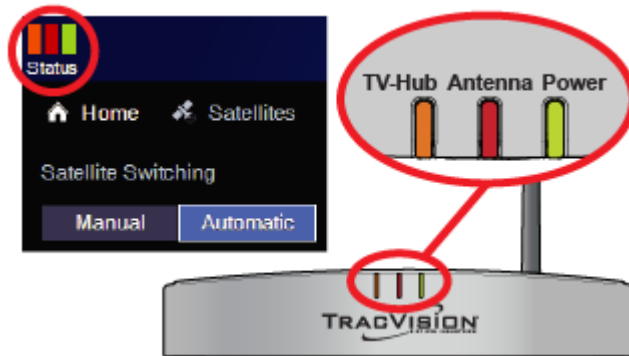 Status
Home Satellites
Satellite Switching
Manual Automatic
TV-Hub Antenna Power
TRACVISION